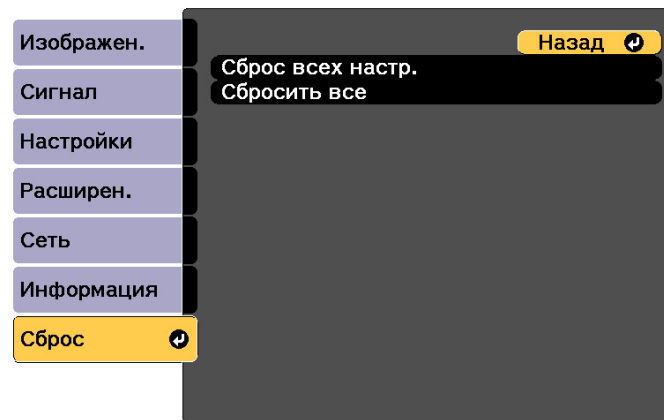 Изображен.
Сигнал
Настройки
Расширен.
Сеть
Информация
Сброс
Назад
Сброс всех настр.
Сбросить все